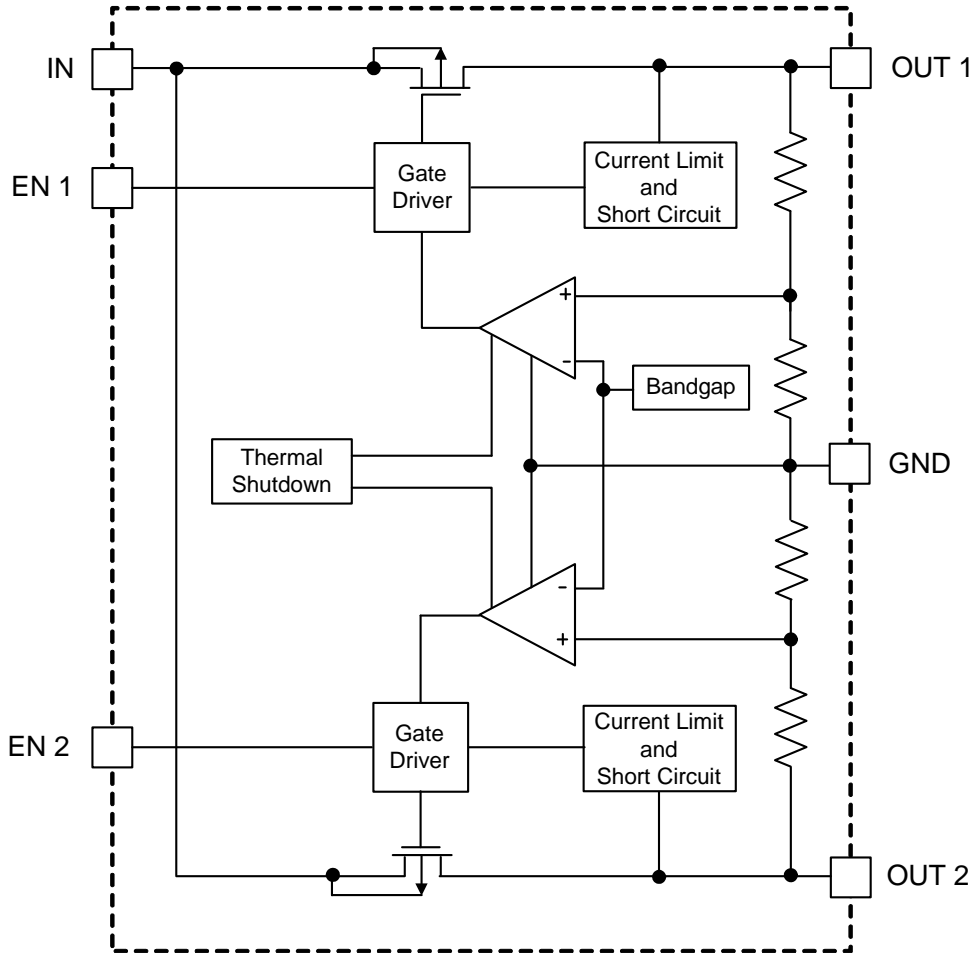 IN
OUT 1
EN 1
Gate
Driver
Current Limit
and
Short Circuit
+
-
Bandgap
Thermal
Shutdown
GND
-
+
EN 2
Gate
Driver
Current Limit
and
Short Circuit
OUT 2